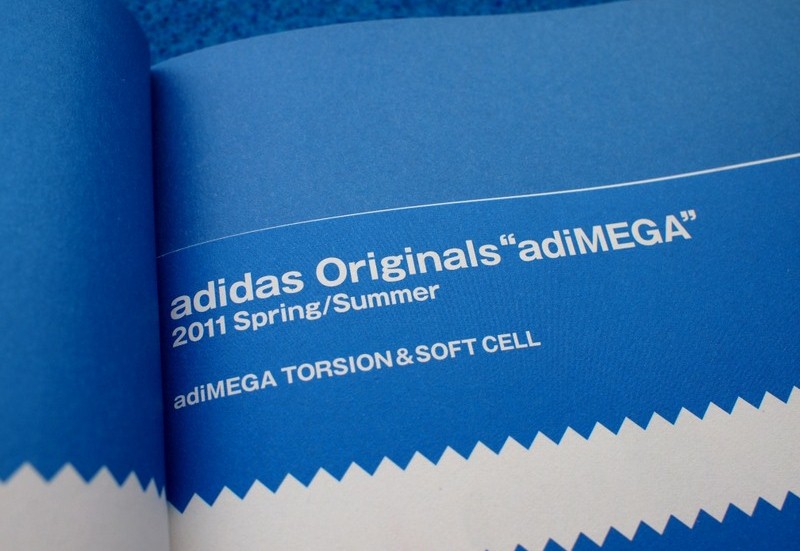 adidas Originals“adiMEGA”
2011 Spring/Summer
adiMEGA TORSION&SOFT CELL